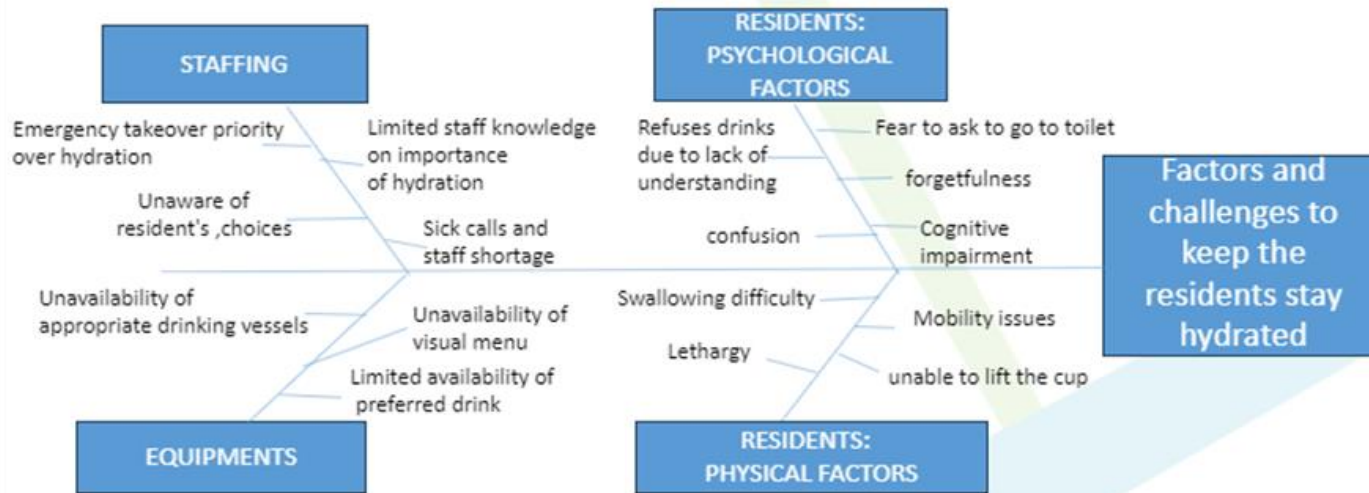 STAFFING
Emergency takeover priority
over hydration
Limited staff knowledge
on importance
of hydration
Unaware of
resident's ,choices
Sick calls and
staff shortage
RESIDENTS:
PSYCHOLOGICAL
FACTORS
Refuses drinks
due to lack of
understanding
Fear to ask to go to toilet
forgetfulness
confusion
Cognitive
impairment
Factors and
challenges to
keep the
residents stay
hydrated
Unavailability of
appropriate drinking vessels
Unavailability of
visual menu
Limited availability of
preferred drink
EQUIPMENTS
Swallowing difficulty
Mobility issues
Lethargy
unable to lift the cup
RESIDENTS:
PHYSICAL FACTORS